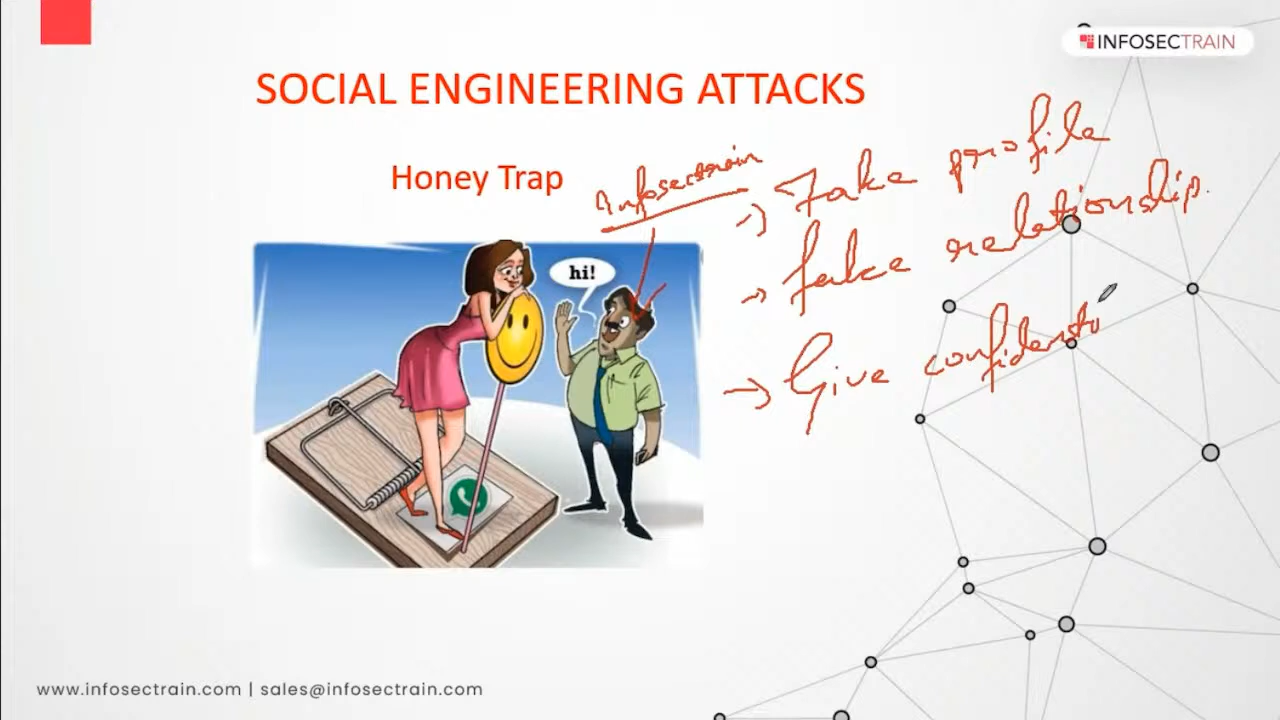 INFOSECTRAIN
SOCIAL ENGINEERING ATTACKS
Honey Trap
Infosectrain
→ Fake profile
→ fake relationship.
→ Give confidenti
hi!
www.infosectrain.com | sales@infosectrain.com